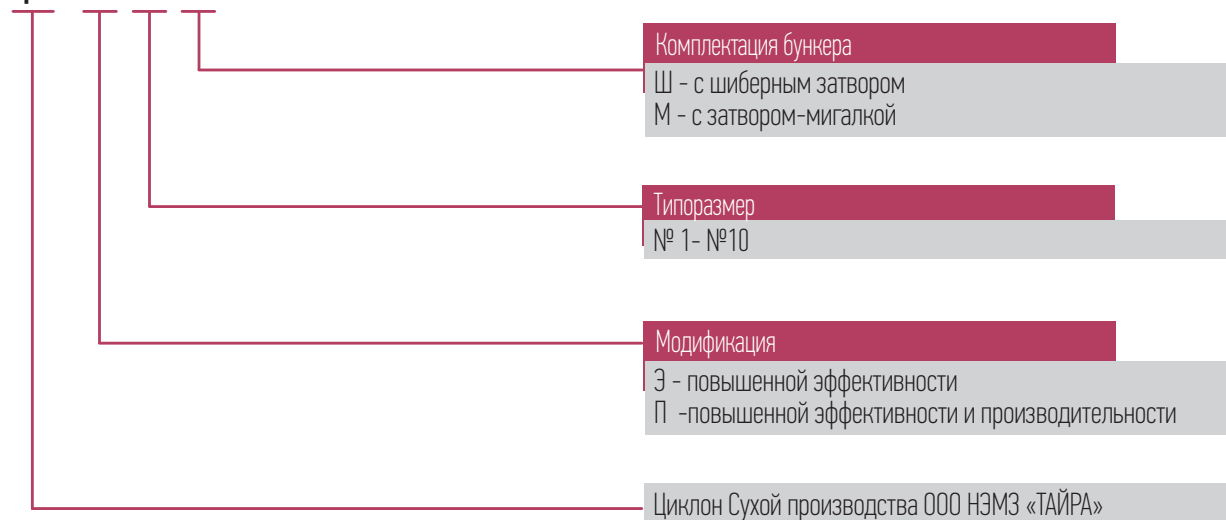 Комплектация бункера
Ш - с шиберным затвором
М - с затвором-мигалкой
Типоразмер
№ 1- №10
Модификация
Э - повышенной эффективности
П -повышенной эффективности и производительности
Циклон Сухой производства ООО НЭМЗ «ТАЙРА»